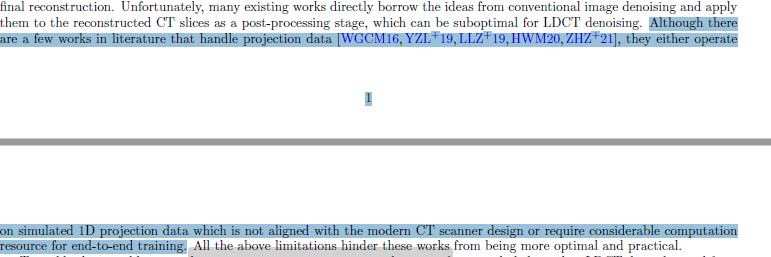 final reconstruction. Unfortunately, many existing works directly borrow the ideas from conventional image denoising and apply
them to the reconstructed CT slices as a post-processing stage, which can be suboptimal for LDCT denoising. Although there
are a few works in literature that handle projection data [WGCM16, YZL+19, LLZ+19, HWM20, ZHZ+21], they either operate
1
on simulated 1D projection data which is not aligned with the modern CT scanner design or require considerable computation
resource for end-to-end training. All the above limitations hinder these works from being more optimal and practical.